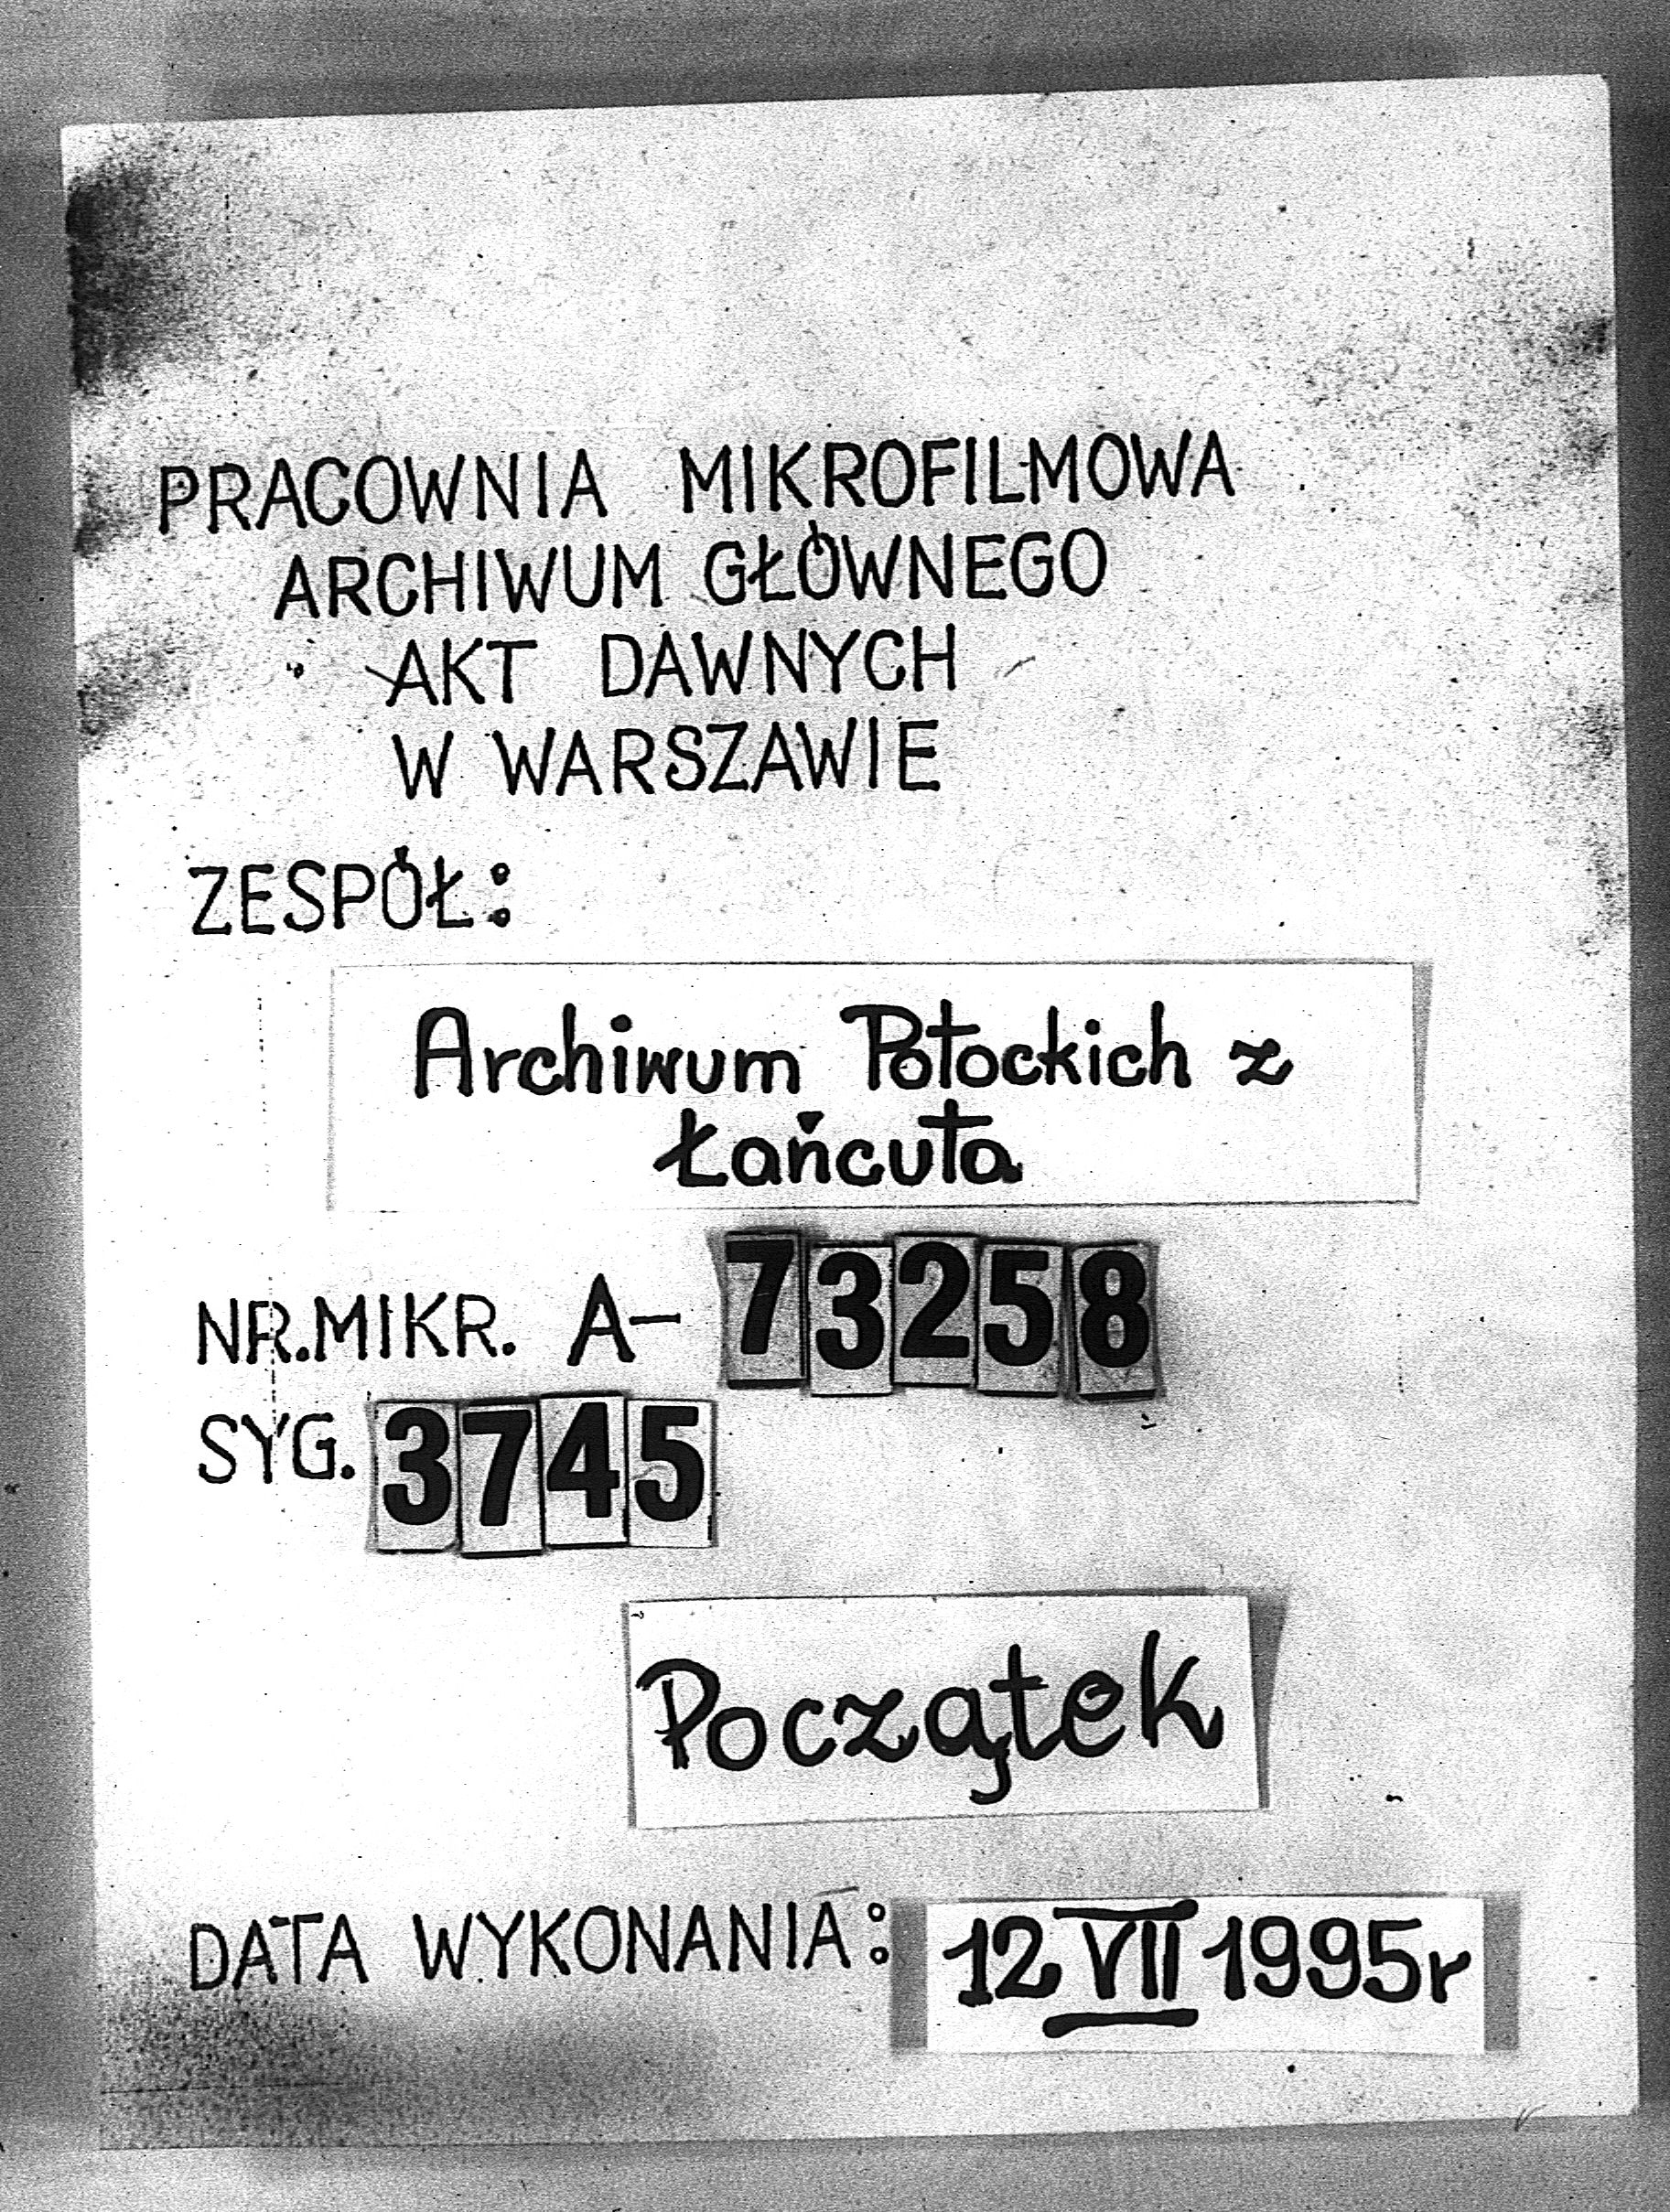 PRACOWNIA MIKROFILMOWA
ARCHIWUM GŁÓWNEGO
AKT DAWNYCH
W WARSZAWIE
ZESPÓŁ:
Archiwum Potockich z
Łańcuta
NR.MIKR. A- 73258
SYG. 3745
Początek
DATA WYKONANIA: 12 VII 1995r